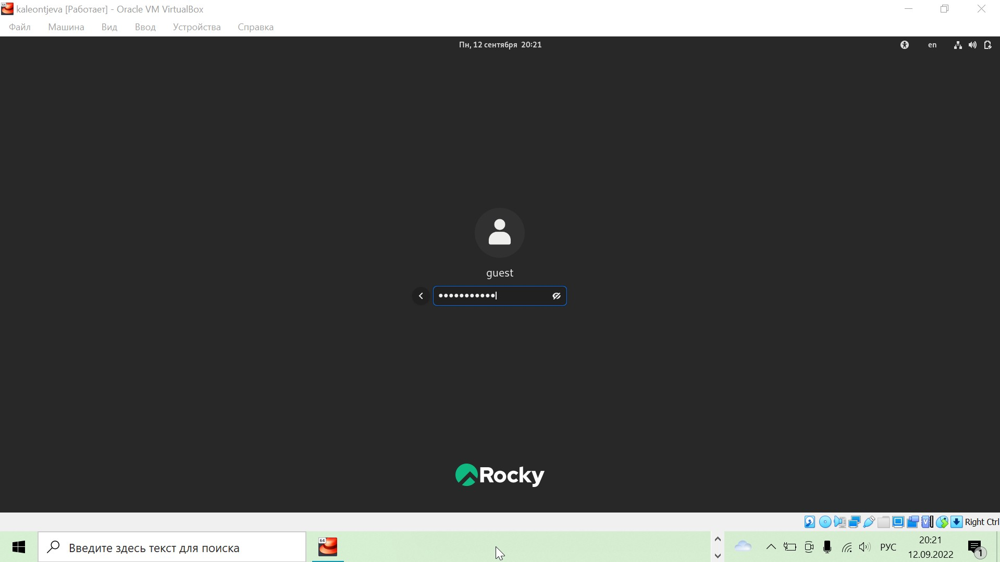 kaleontjeva [Работает] - Oracle VM VirtualBox
Файл Машина Вид Ввод Устройства Справка
Пн, 12 сентября 20:21
en
guest
Rocky
Right Ctrl
Введите здесь текст для поиска
64
РУС
20:21
12.09.2022
1